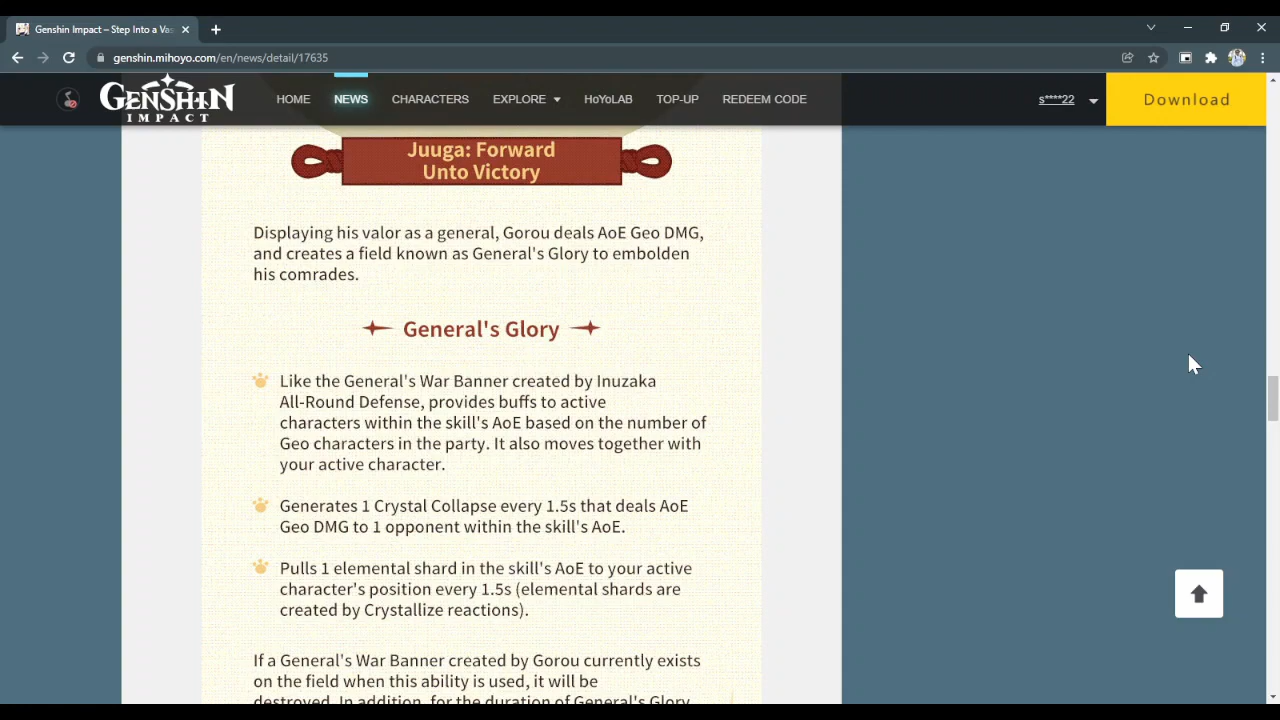 Genshin Impact – Step Into a Vas
genshin.mihoyo.com/en/news/detail/17635
GENSHIN
IMPACT
HOME
NEWS
CHARACTERS
EXPLORE
HoYoLAB
TOP-UP
REDEEM CODE
s****22
Download
Juuga: Forward
Unto Victory
Displaying his valor as a general, Gorou deals AoE Geo DMG,
and creates a field known as General's Glory to embolden
his comrades.
General's Glory
Like the General's War Banner created by Inuzaka
All-Round Defense, provides buffs to active
characters within the skill's AoE based on the number of
Geo characters in the party. It also moves together with
your active character.
Generates 1 Crystal Collapse every 1.5s that deals AoE
Geo DMG to 1 opponent within the skill's AoE.
Pulls 1 elemental shard in the skill's AoE to your active
character's position every 1.5s (elemental shards are
created by Crystallize reactions).
If a General's War Banner created by Gorou currently exists
on the field when this ability is used, it will be
destroyed. In addition, for the duration of General's Glory